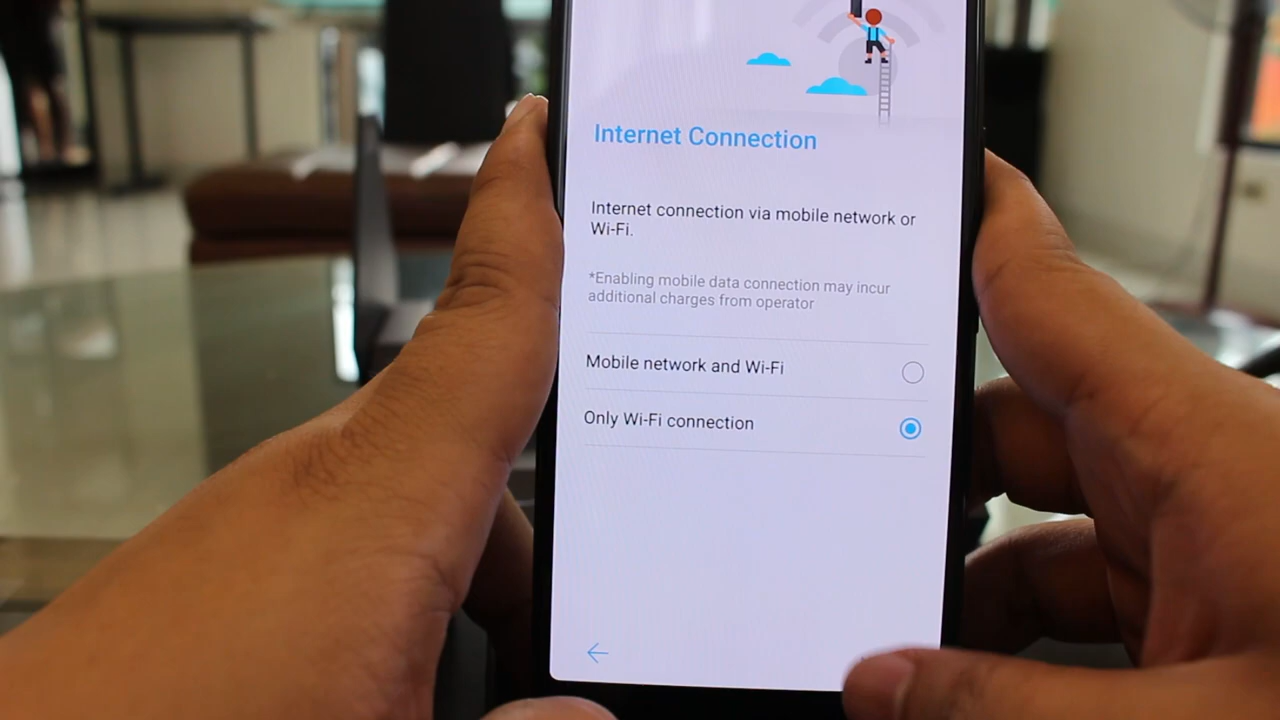 Internet Connection
Internet connection via mobile network or
Wi-Fi.
*Enabling mobile data connection may incur
additional charges from operator
Mobile network and Wi-Fi
Only Wi-Fi connection